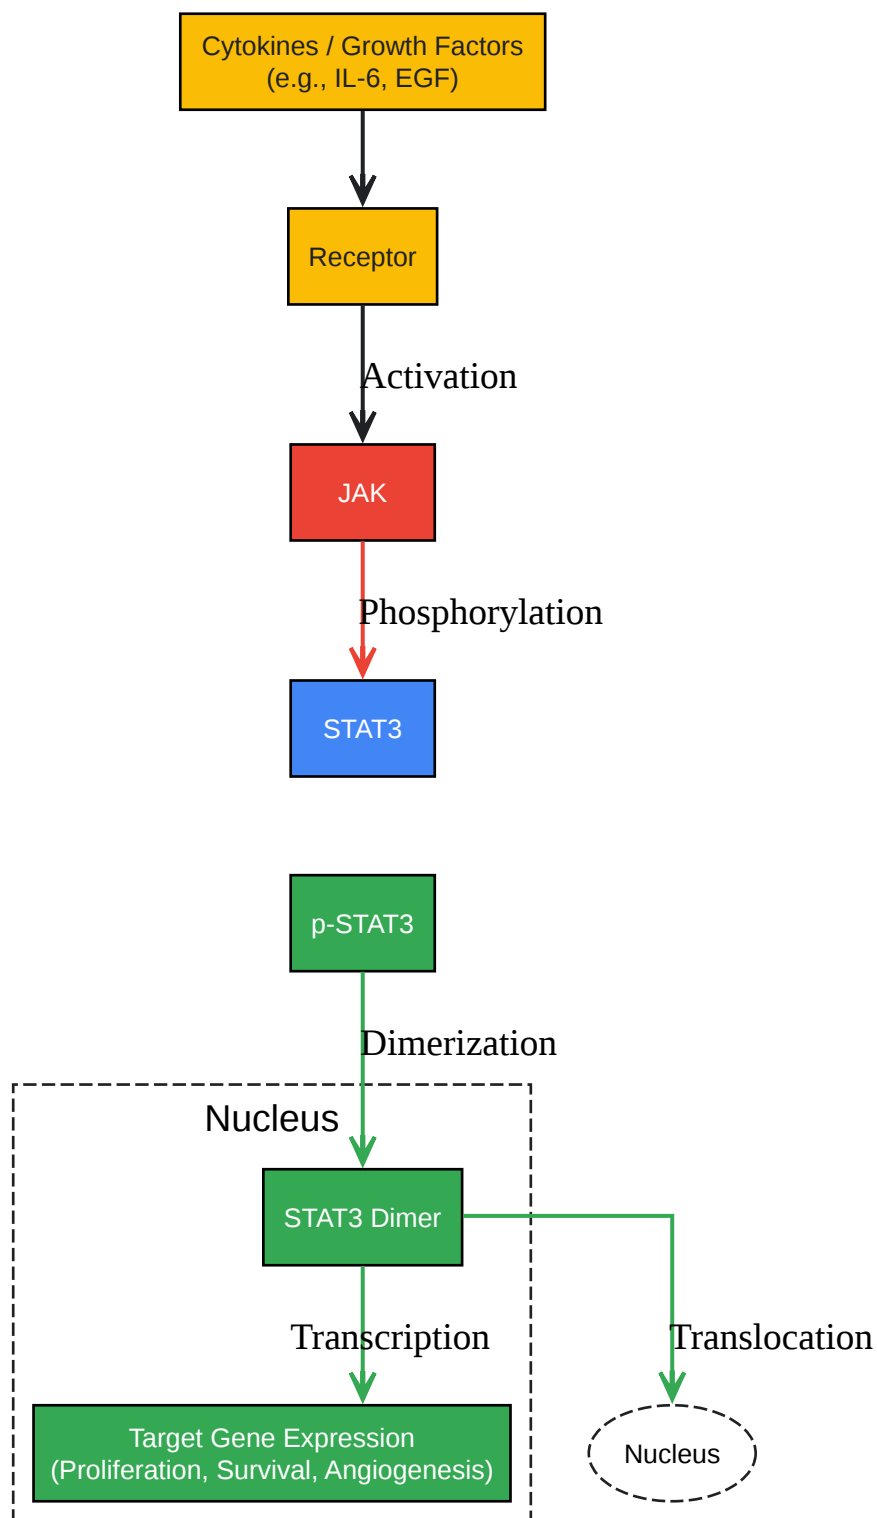 Cytokines / Growth Factors
(e.g., IL-6, EGF)
Receptor
Activation
JAK
Phosphorylation
STAT3
p-STAT3
Dimerization
Nucleus
STAT3 Dimer
Transcription
Translocation
Target Gene Expression
(Proliferation, Survival, Angiogenesis)
Nucleus